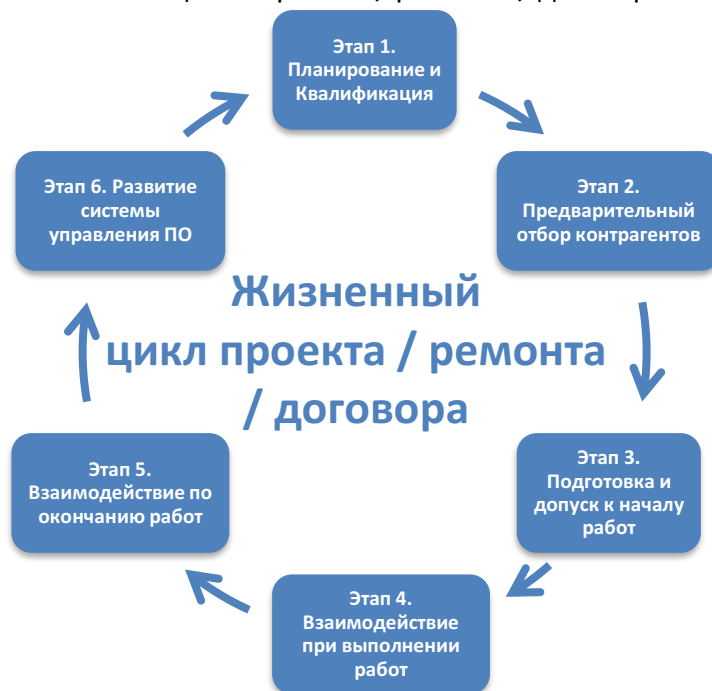 Этап 1.
Планирование и
Квалификация
Этап 2.
Предварительный
отбор контрагентов
Этап 3.
Подготовка и
допуск к началу
работ
Этап 4.
Взаимодействие
при выполнении
работ
Этап 5.
Взаимодействие по
окончанию работ
Этап 6. Развитие
системы
управления ПО
Жизненный
цикл проекта / ремонта
/ договора